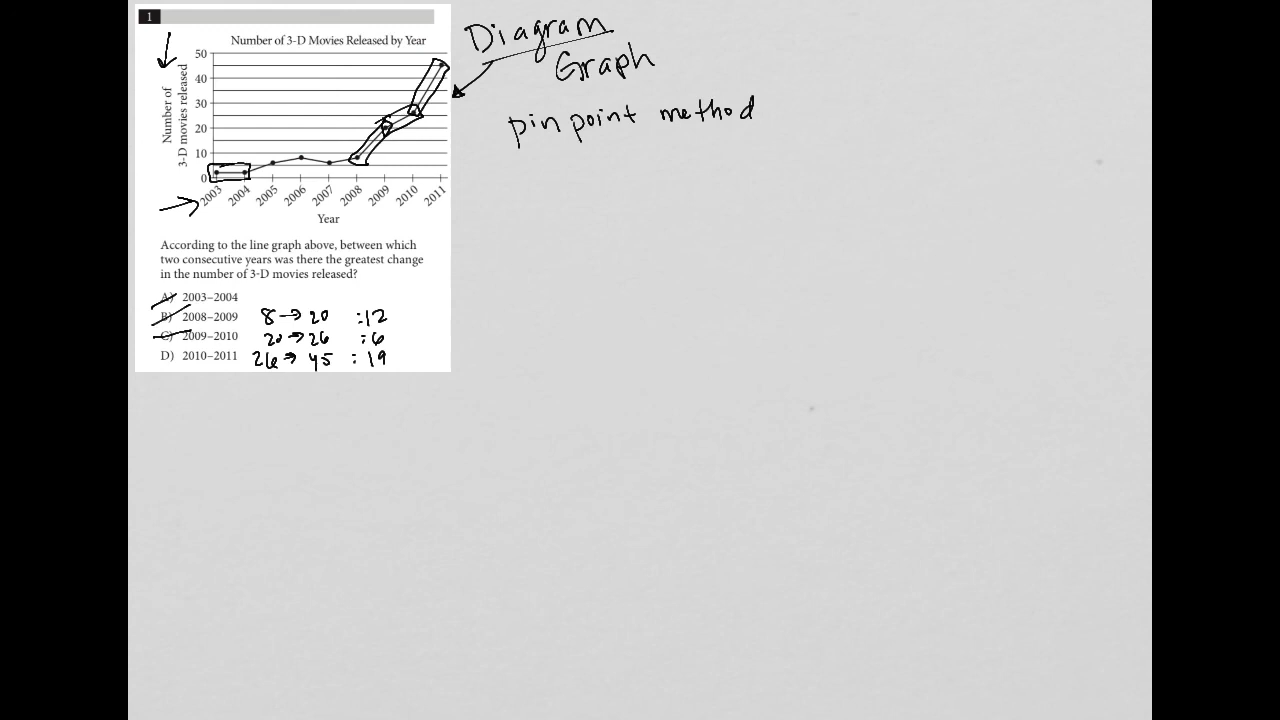 1
Number of 3-D Movies Released by Year
Number of
3-D movies released
50
40
30
20
10
0
2003 2004 2005 2006 2007 2008 2009 2010 2011
Year
According to the line graph above, between which
two consecutive years was there the greatest change
in the number of 3-D movies released?
A) 2003–2004
B) 2008–2009 8 → 20 : 12
C) 2009–2010 20 → 26 : 6
D) 2010–2011 26 → 45 : 19
Diagram
Graph
pin point method